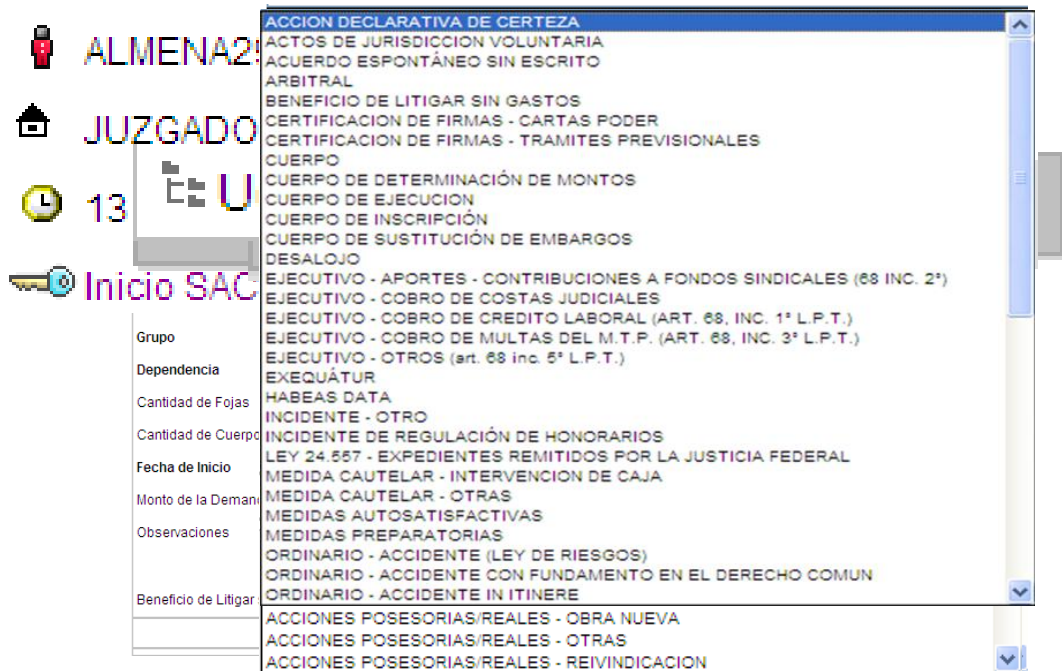 ALMENA2
JUZGADO
13
U
Inicio SAC
Grupo
Dependencia
Cantidad de Fojas
Cantidad de Cuerpo
Fecha de Inicio
Monto de la Deman
Observaciones
Beneficio de Litigar
ACCION DECLARATIVA DE CERTEZA
ACTOS DE JURISDICCION VOLUNTARIA
ACUERDO ESPONTÁNEO SIN ESCRITO
ARBITRAL
BENEFICIO DE LITIGAR SIN GASTOS
CERTIFICACION DE FIRMAS - CARTAS PODER
CERTIFICACION DE FIRMAS - TRAMITES PREVISIONALES
CUERPO
CUERPO DE DETERMINACIÓN DE MONTOS
CUERPO DE EJECUCION
CUERPO DE INSCRIPCIÓN
CUERPO DE SUSTITUCIÓN DE EMBARGOS
DESALOJO
EJECUTIVO - APORTES - CONTRIBUCIONES A FONDOS SINDICALES (68 INC. 2º)
EJECUTIVO - COBRO DE COSTAS JUDICIALES
EJECUTIVO - COBRO DE CREDITO LABORAL (ART. 68, INC. 1º L.P.T.)
EJECUTIVO - COBRO DE MULTAS DEL M.T.P. (ART. 68, INC. 3º L.P.T.)
EJECUTIVO - OTROS (art. 68 inc. 5º L.P.T.)
EXEQUÁTUR
HABEAS DATA
INCIDENTE - OTRO
INCIDENTE DE REGULACIÓN DE HONORARIOS
LEY 24.557 - EXPEDIENTES REMITIDOS POR LA JUSTICIA FEDERAL
MEDIDA CAUTELAR - INTERVENCION DE CAJA
MEDIDA CAUTELAR - OTRAS
MEDIDAS AUTOSATISFACTIVAS
MEDIDAS PREPARATORIAS
ORDINARIO - ACCIDENTE (LEY DE RIESGOS)
ORDINARIO - ACCIDENTE CON FUNDAMENTO EN EL DERECHO COMUN
ORDINARIO - ACCIDENTE IN ITINERE
ACCIONES POSESORIAS/REALES - OBRA NUEVA
ACCIONES POSESORIAS/REALES - OTRAS
ACCIONES POSESORIAS/REALES - REIVINDICACION